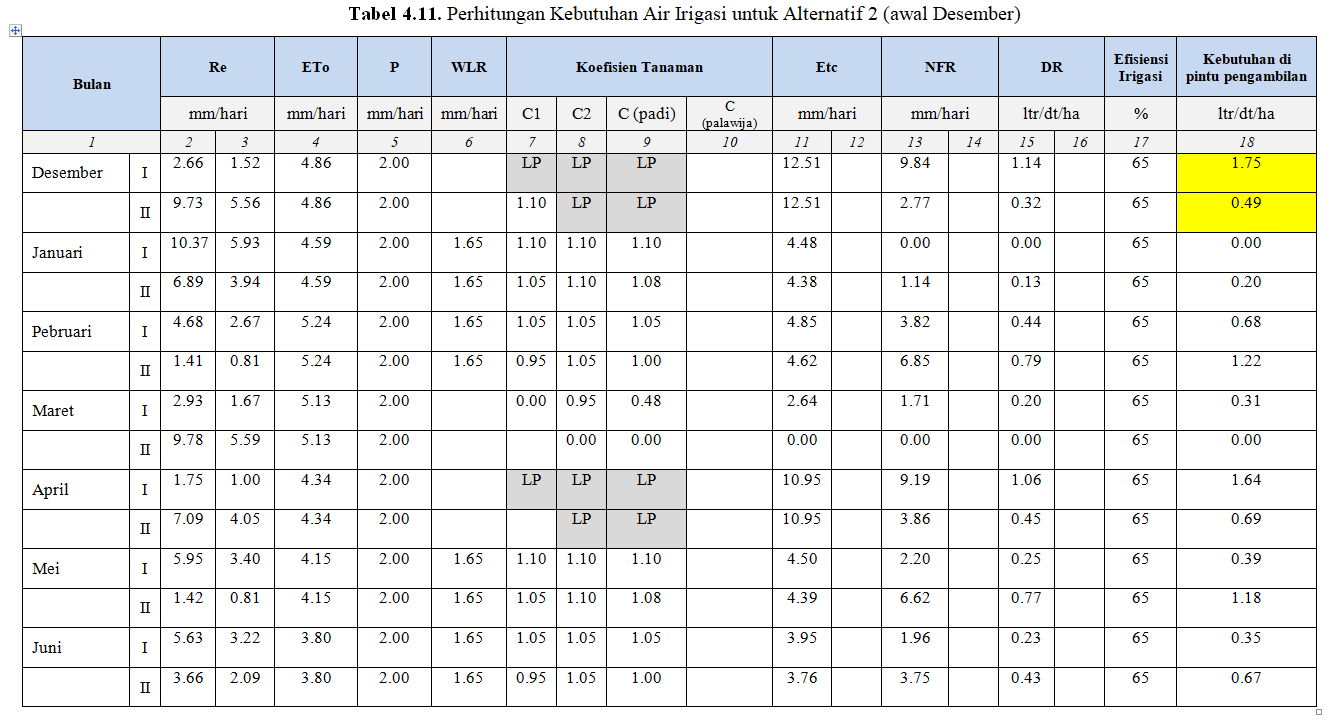 Tabel 4.11. Perhitungan Kebutuhan Air Irigasi untuk Alternatif 2 (awal Desember)
Bulan Re ETo P WLR Koefisien Tanaman Etc NFR DR Efisiensi Irigasi Kebutuhan di pintu pengambilan
mm/hari mm/hari mm/hari mm/hari C1 C2 C (padi) C (palawija) mm/hari mm/hari ltr/dt/ha % ltr/dt/ha
1 2 3 4 5 6 7 8 9 10 11 12 13 14 15 16 17 18
Desember I 2.66 1.52 4.86 2.00 LP LP LP 12.51 9.84 1.14 65 1.75
II 9.73 5.56 4.86 2.00 1.10 LP LP 12.51 2.77 0.32 65 0.49
Januari I 10.37 5.93 4.59 2.00 1.65 1.10 1.10 1.10 4.48 0.00 0.00 65 0.00
II 6.89 3.94 4.59 2.00 1.65 1.05 1.10 1.08 4.38 1.14 0.13 65 0.20
Pebruari I 4.68 2.67 5.24 2.00 1.65 1.05 1.05 1.05 4.85 3.82 0.44 65 0.68
II 1.41 0.81 5.24 2.00 1.65 0.95 1.05 1.00 4.62 6.85 0.79 65 1.22
Maret I 2.93 1.67 5.13 2.00 0.00 0.95 0.48 2.64 1.71 0.20 65 0.31
II 9.78 5.59 5.13 2.00 0.00 0.00 0.00 0.00 0.00 65 0.00
April I 1.75 1.00 4.34 2.00 LP LP LP 10.95 9.19 1.06 65 1.64
II 7.09 4.05 4.34 2.00 LP LP 10.95 3.86 0.45 65 0.69
Mei I 5.95 3.40 4.15 2.00 1.65 1.10 1.10 1.10 4.50 2.20 0.25 65 0.39
II 1.42 0.81 4.15 2.00 1.65 1.05 1.10 1.08 4.39 6.62 0.77 65 1.18
Juni I 5.63 3.22 3.80 2.00 1.65 1.05 1.05 1.05 3.95 1.96 0.23 65 0.35
II 3.66 2.09 3.80 2.00 1.65 0.95 1.05 1.00 3.76 3.75 0.43 65 0.67